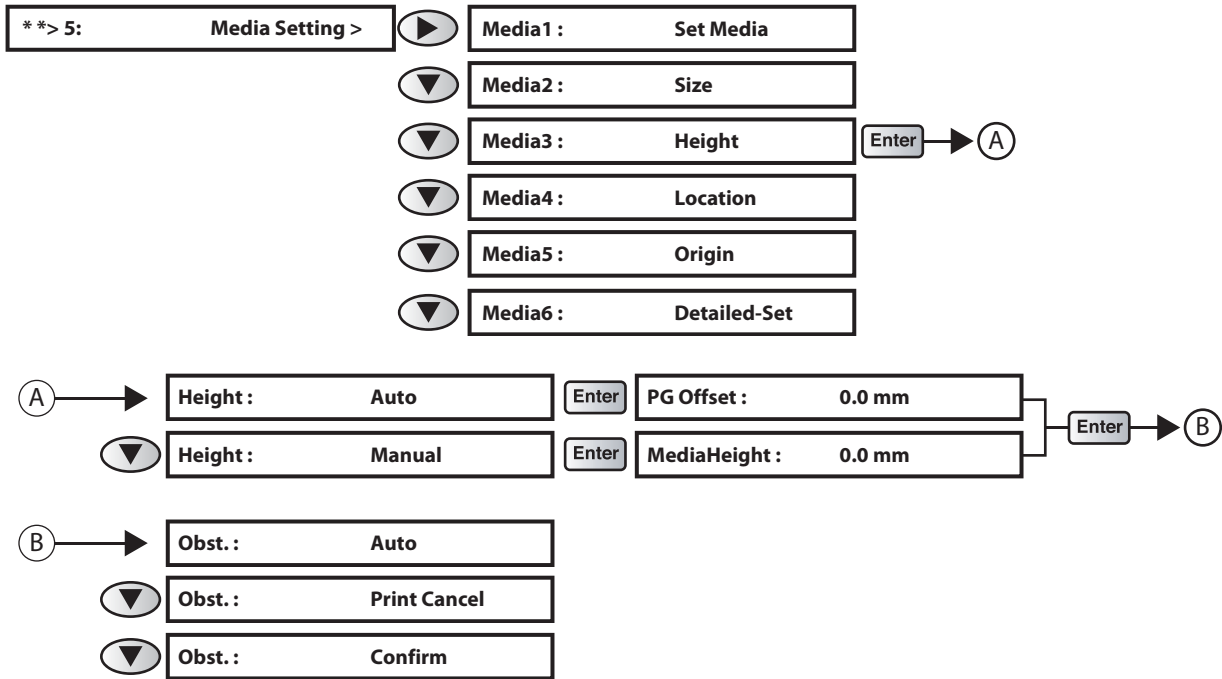 * *> 5: Media Setting > Media1 : Set Media
Media2 : Size
Media3 : Height Enter A
Media4 : Location
Media5 : Origin
Media6 : Detailed-Set
A Height : Auto Enter PG Offset : 0.0 mm
Enter B
Height : Manual Enter MediaHeight : 0.0 mm
B Obst. : Auto
Obst. : Print Cancel
Obst. : Confirm